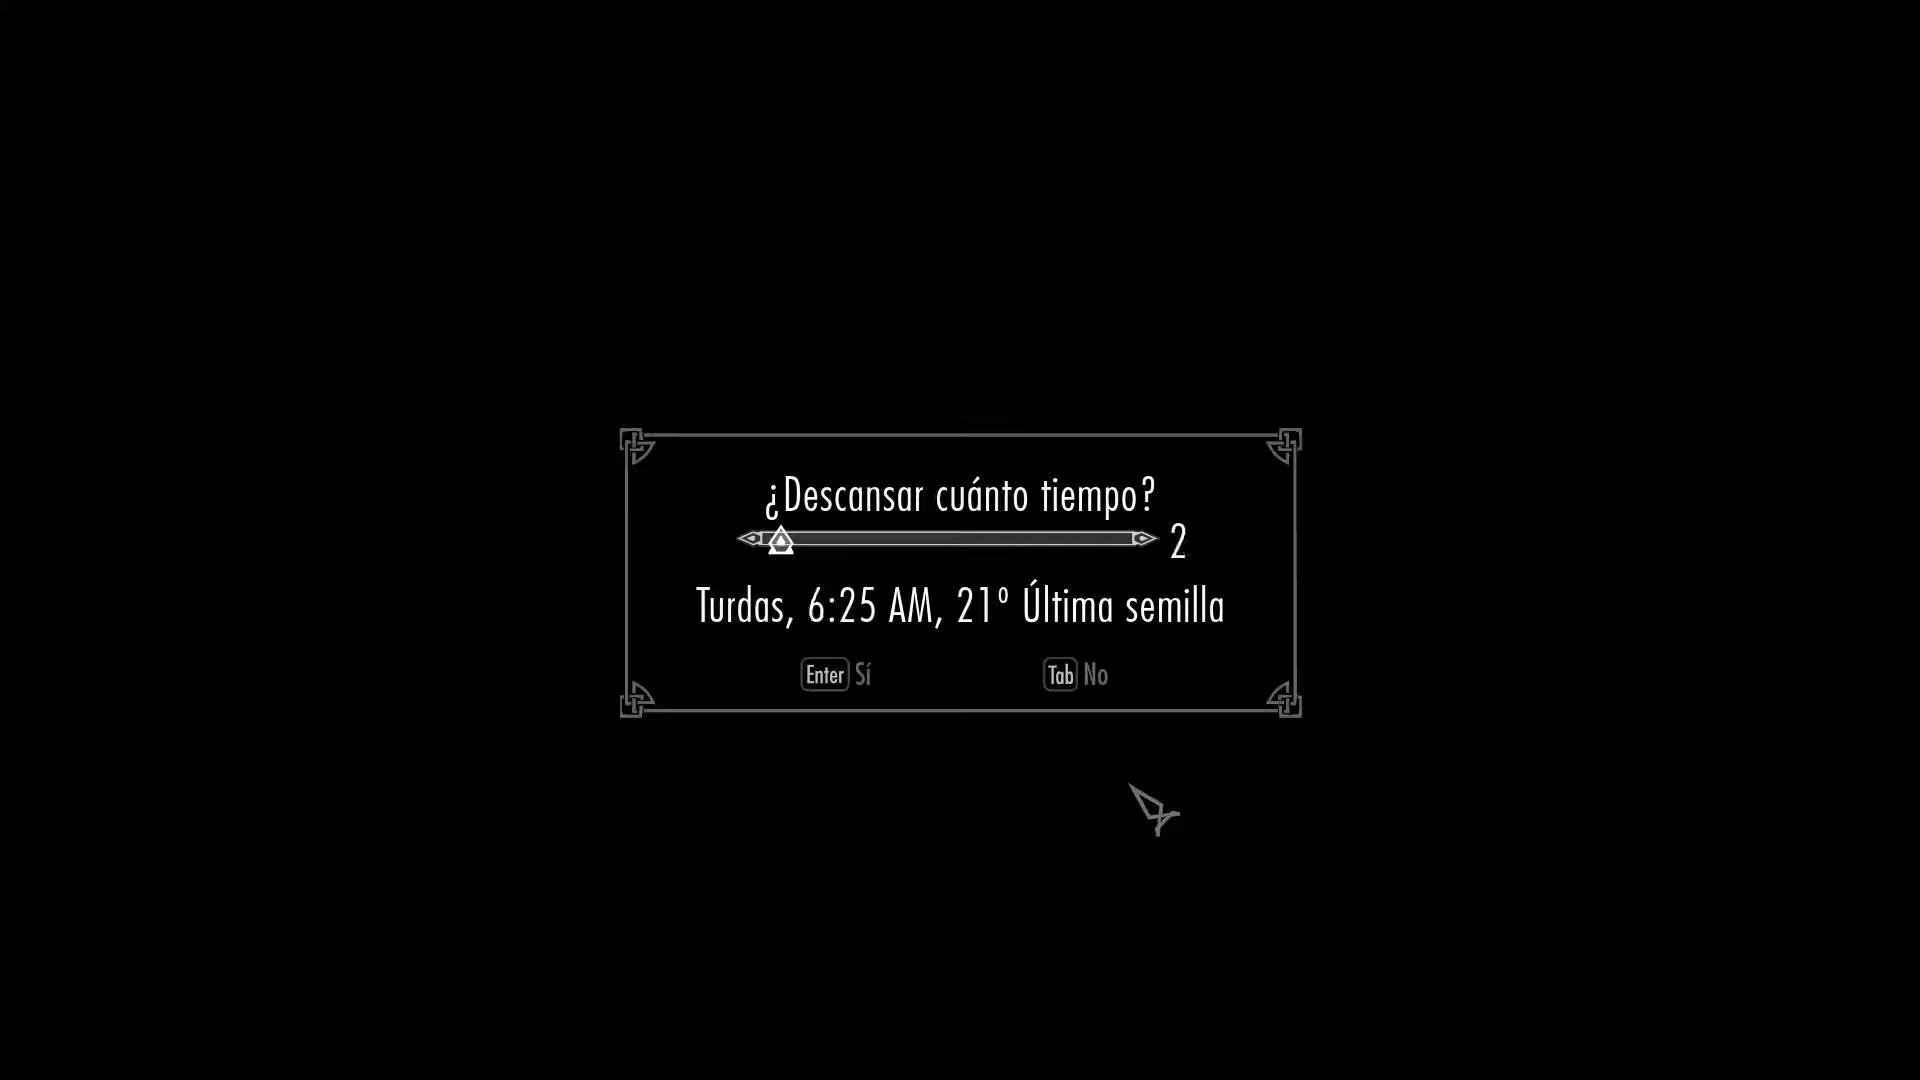 ¿Descansar cuánto tiempo?
2
Turdas, 6:25 AM, 21º Última semilla
Enter Sí Tab No